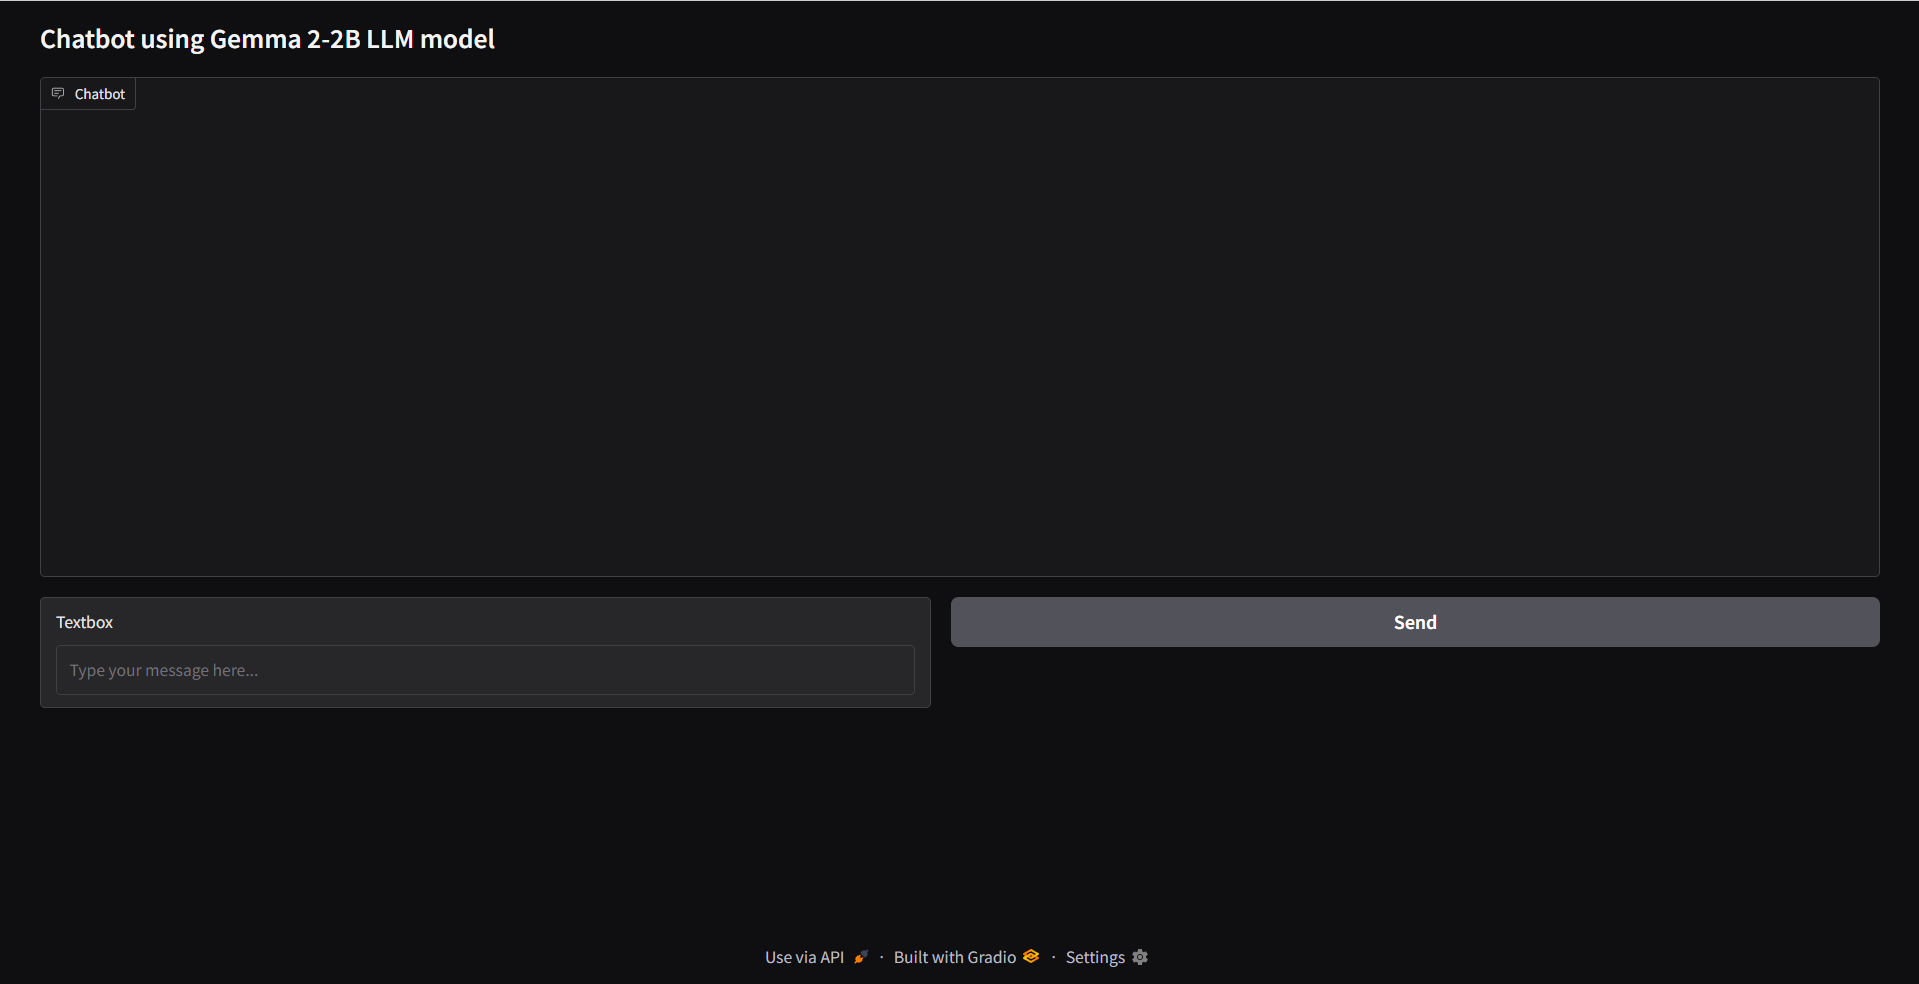 Chatbot using Gemma 2-2B LLM model
Chatbot
Textbox
Send
Type your message here...
Use via API · Built with Gradio · Settings